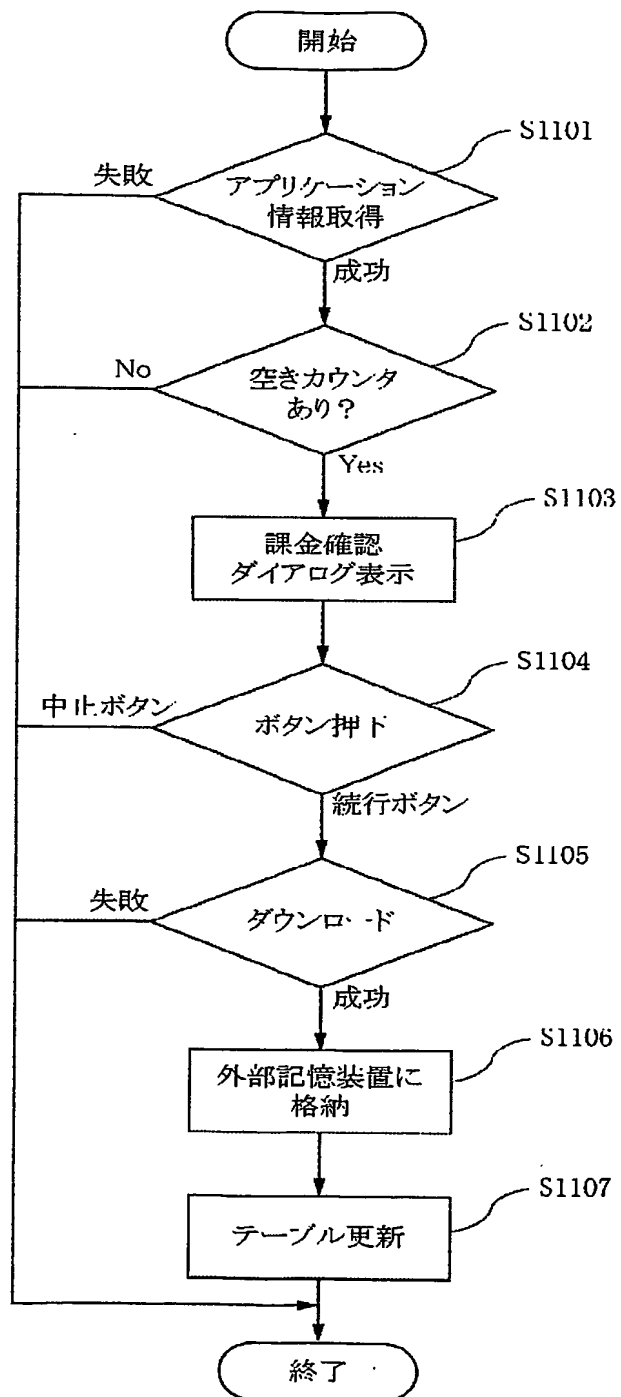 開始
S1101
失敗
アプリケーション
情報取得
成功
S1102
No
空きカウンタ
あり?
Yes
S1103
課金確認
ダイアログ表示
S1104
中止ボタン
ボタン押下
続行ボタン
S1105
失敗
ダウンロード
成功
S1106
外部記憶装置に
格納
S1107
テーブル更新
終了